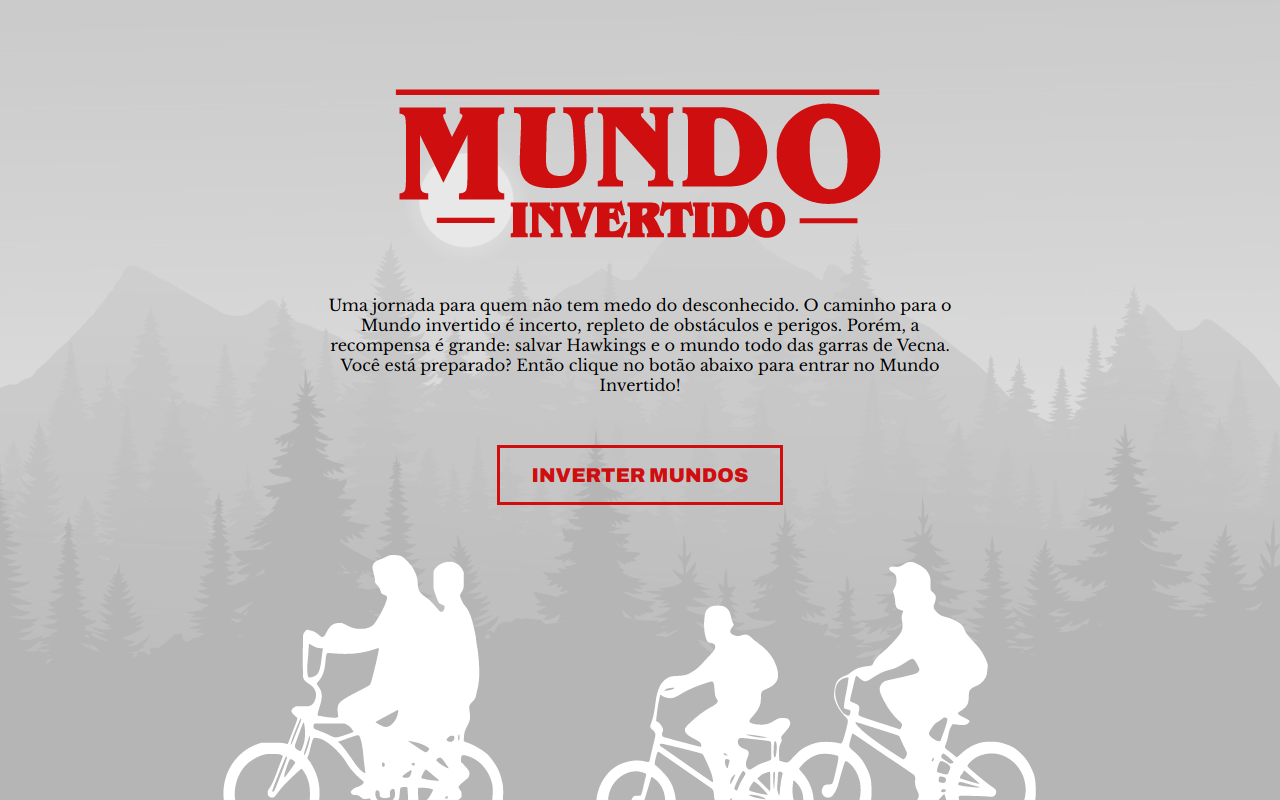 MUNDO
INVERTIDO
Uma jornada para quem não tem medo do desconhecido. O caminho para o
Mundo invertido é incerto, repleto de obstáculos e perigos. Porém, a
recompensa é grande: salvar Hawkings e o mundo todo das garras de Vecna.
Você está preparado? Então clique no botão abaixo para entrar no Mundo
Invertido!
INVERTER MUNDOS